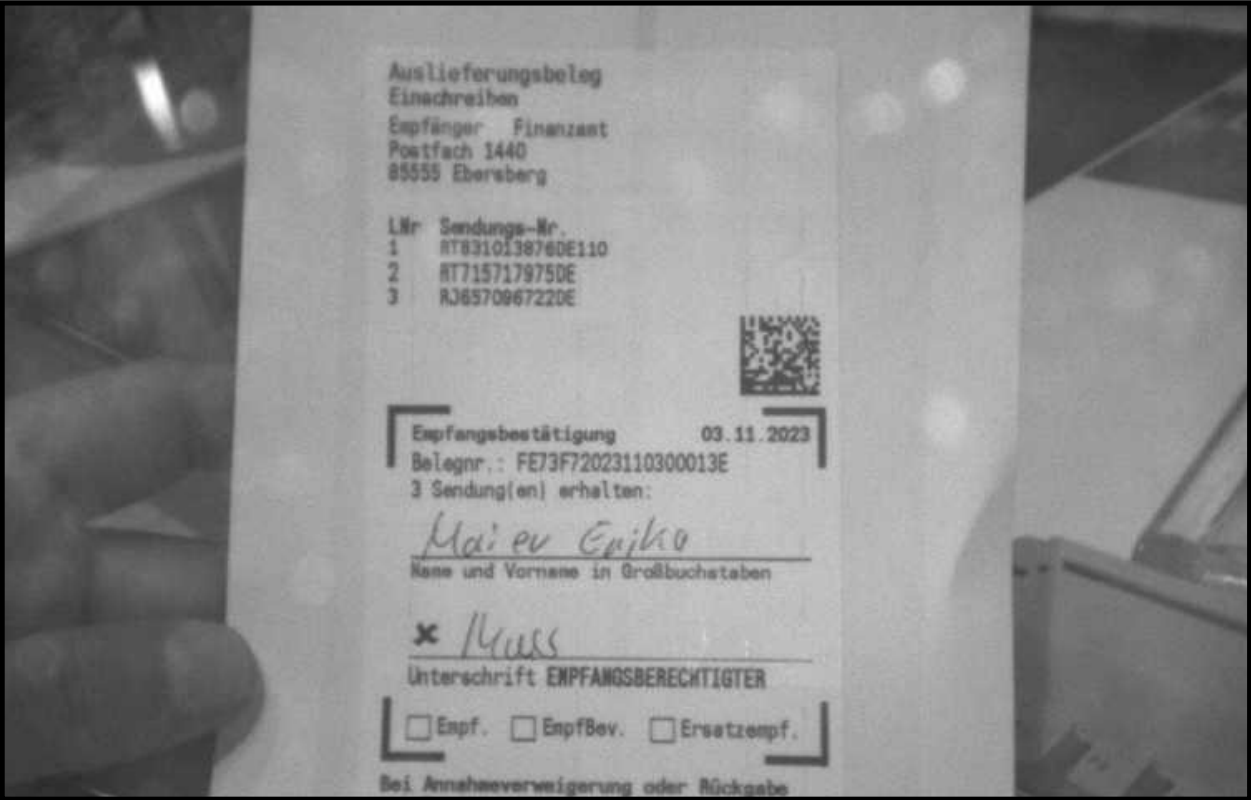 Auslieferungsbeleg
Einschreiben
Empfänger Finanzamt
Postfach 1440
85555 Ebersberg
LNr Sendungs-Nr.
1 RT831013876DE110
2 RT715717975DE
3 RJ657096722DE
Empfangsbestätigung 03.11.2023
Belegnr.: FE73F72023110300013E
3 Sendung(en) erhalten:
Maier Erika
Name und Vorname in Großbuchstaben
x
Unterschrift EMPFANGSBERECHTIGTER
Empf. EmpfBev. Ersatzempf.
Bei Annahmeverweigerung oder Rückgabe